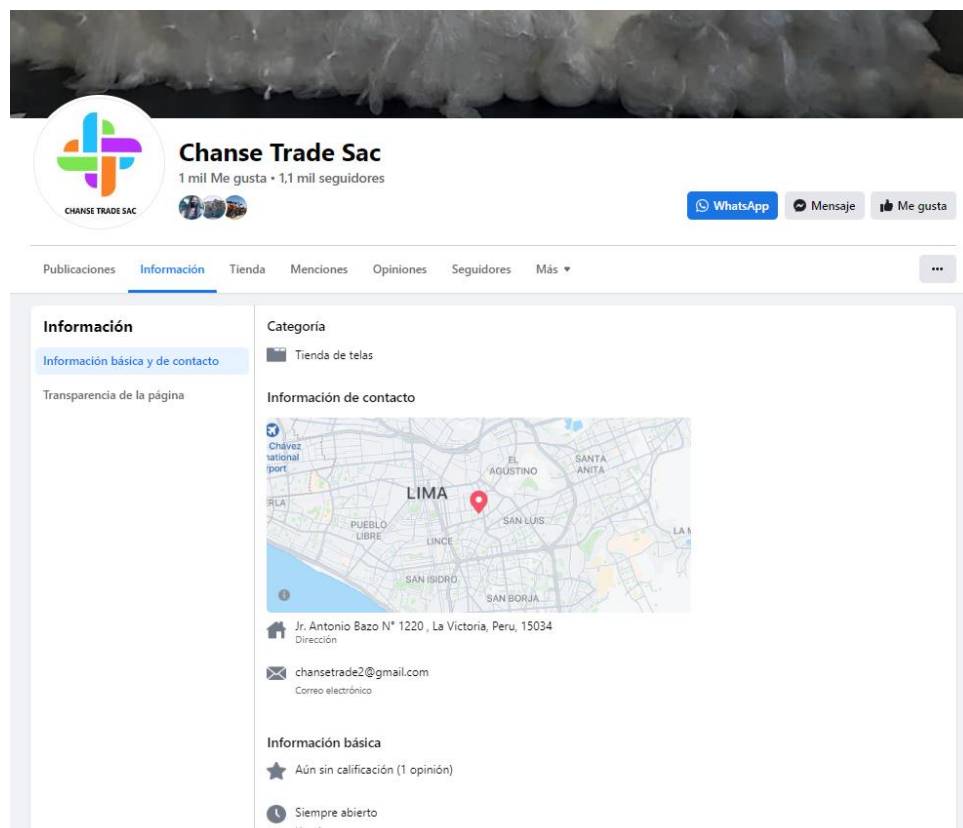 CHANSE TRADE SAC
Chanse Trade Sac
1 mil Me gusta • 1,1 mil seguidores
WhatsApp
Mensaje
Me gusta
Publicaciones Información Tienda Menciones Opiniones Seguidores Más
Información
Información básica y de contacto
Transparencia de la página
Categoría
Tienda de telas
Información de contacto
Chávez
EL AGUSTINO
SANTA ANITA
LIMA
SAN LUIS
PUEBLO LIBRE
LINCE
SAN ISIDRO
SAN BORJA
Jr. Antonio Bazo N° 1220 , La Victoria, Peru, 15034
Dirección
chansetrade2@gmail.com
Correo electrónico
Información básica
Aún sin calificación (1 opinión)
Siempre abierto